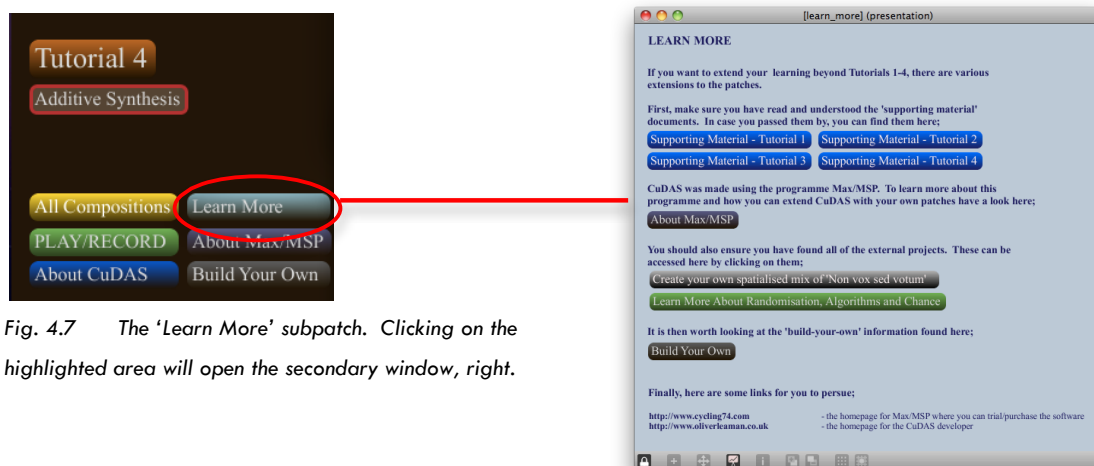 Tutorial 4
Additive Synthesis
All Compositions
Learn More
PLAY/RECORD
About Max/MSP
About CuDAS
Build Your Own
Fig. 4.7 The ‘Learn More’ subpatch. Clicking on the
highlighted area will open the secondary window, right.
[learn_more] (presentation)
LEARN MORE
If you want to extend your learning beyond Tutorials 1-4, there are various
extensions to the patches.
First, make sure you have read and understood the 'supporting material'
documents. In case you passed them by, you can find them here;
Supporting Material - Tutorial 1
Supporting Material - Tutorial 2
Supporting Material - Tutorial 3
Supporting Material - Tutorial 4
CuDAS was made using the programme Max/MSP. To learn more about this
programme and how you can extend CuDAS with your own patches have a look here;
About Max/MSP
You should also ensure you have found all of the external projects. These can be
accessed here by clicking on them;
Create your own spatialised mix of 'Non vox sed votum'
Learn More About Randomisation, Algorithms and Chance
It is then worth looking at the 'build-your-own' information found here;
Build Your Own
Finally, here are some links for you to persue;
http://www.cycling74.com - the homepage for Max/MSP where you can trial/purchase the software
http://www.oliverleaman.co.uk - the homepage for the CuDAS developer